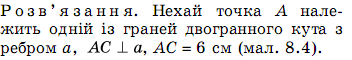 Розв'язання. Нехай точка A нале-
жить одній із граней двогранного кута з
ребром a, AC ⊥ a, AC = 6 см (мал. 8.4).